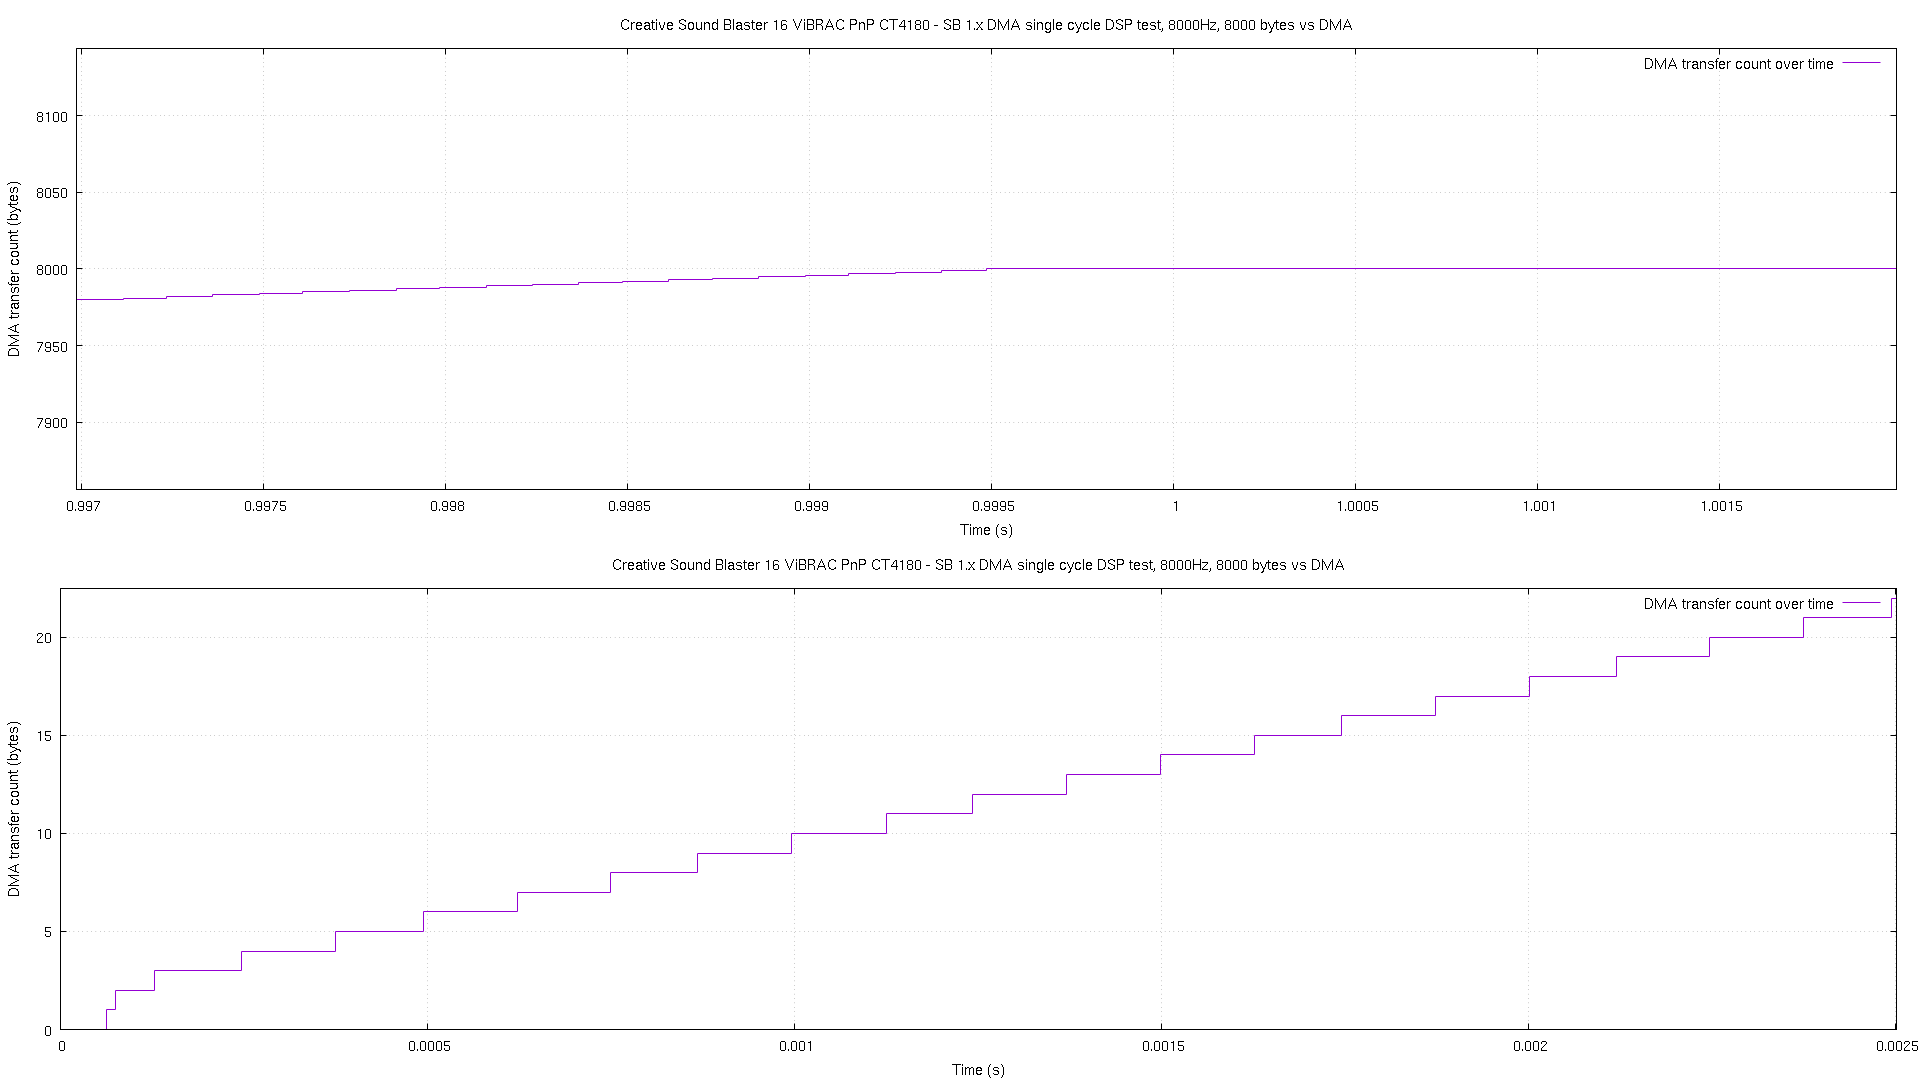 Creative Sound Blaster 16 ViBRAC PnP CT4180 - SB 1.x DMA single cycle DSP test, 8000Hz, 8000 bytes vs DMA
DMA transfer count over time
8100
8050
8000
7950
7900
DMA transfer count (bytes)
0.997 0.9975 0.998 0.9985 0.999 0.9995 1 1.0005 1.001 1.0015
Time (s)
Creative Sound Blaster 16 ViBRAC PnP CT4180 - SB 1.x DMA single cycle DSP test, 8000Hz, 8000 bytes vs DMA
DMA transfer count over time
20
15
10
5
0
DMA transfer count (bytes)
0 0.0005 0.001 0.0015 0.002 0.0025
Time (s)